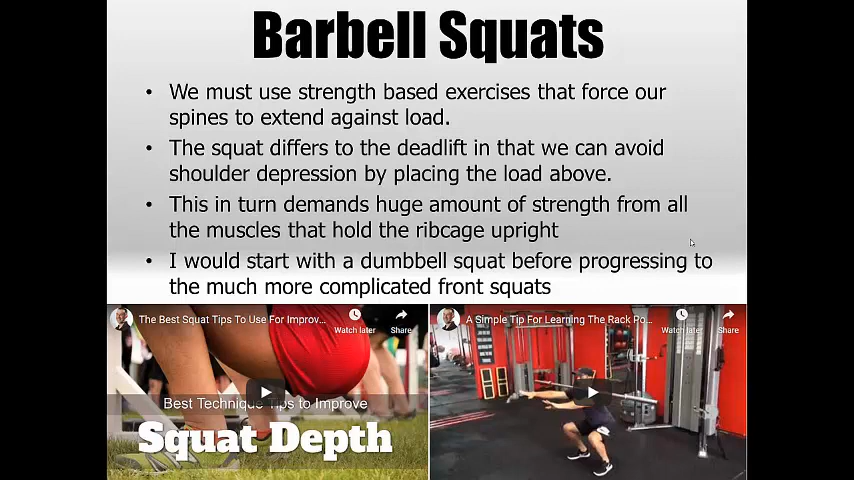 Barbell Squats
• We must use strength based exercises that force our
spines to extend against load.
• The squat differs to the deadlift in that we can avoid
shoulder depression by placing the load above.
• This in turn demands huge amount of strength from all
the muscles that hold the ribcage upright
• I would start with a dumbbell squat before progressing to
the much more complicated front squats
The Best Squat Tips To Use For Improv...
Watch later
Share
A Simple Tip For Learning The Rack Po...
Watch later
Share
Best Technique Tips to Improve
Squat Depth